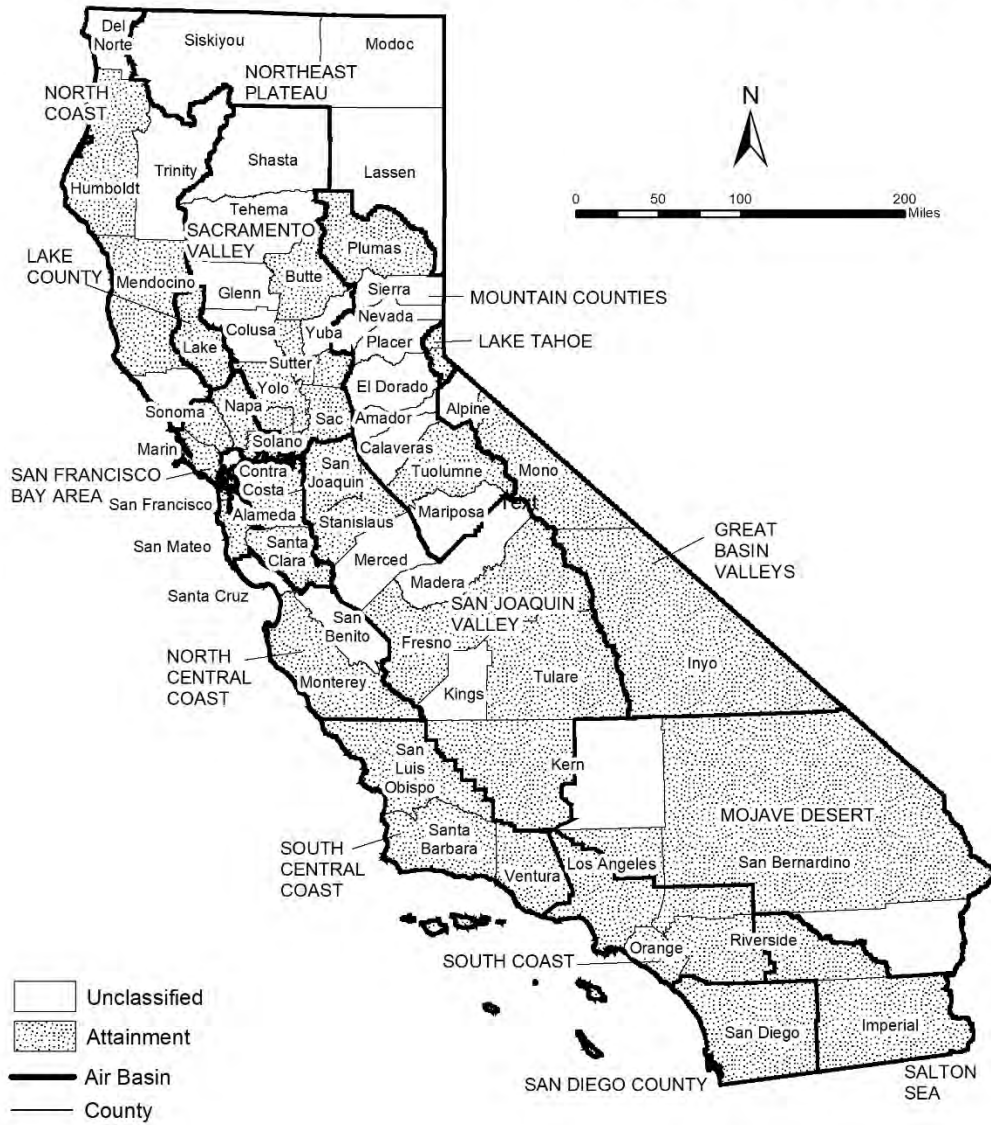 Del
Norte
Siskiyou
Modoc
NORTHEAST
PLATEAU
NORTH
COAST
N
Trinity
Shasta
Lassen
Humboldt
0 50 100 200
Miles
Tehema
SACRAMENTO
VALLEY
Plumas
LAKE
COUNTY
Mendocino
Butte
Glenn
Sierra
MOUNTAIN COUNTIES
Nevada
Colusa
Yuba
Placer
LAKE TAHOE
Lake
Sutter
Yolo
El Dorado
Napa
Sonoma
Sac
Amador
Alpine
Solano
Marin
Calaveras
SAN FRANCISCO
BAY AREA
Contra
Costa
San
Joaquin
Tuolumne
Mono
San Francisco
Alameda
Stanislaus
Mariposa
Text
San Mateo
Santa
Clara
Merced
GREAT
BASIN
VALLEYS
Madera
Santa Cruz
San
Benito
SAN JOAQUIN
VALLEY
Fresno
NORTH
CENTRAL
COAST
Monterey
Kings
Tulare
Inyo
San
Luis
Obispo
Kern
MOJAVE DESERT
SOUTH
CENTRAL
COAST
Santa
Barbara
Ventura
Los Angeles
San Bernardino
SOUTH COAST
Orange
Riverside
Unclassified
Attainment
Air Basin
County
San Diego
Imperial
SAN DIEGO COUNTY
SALTON
SEA